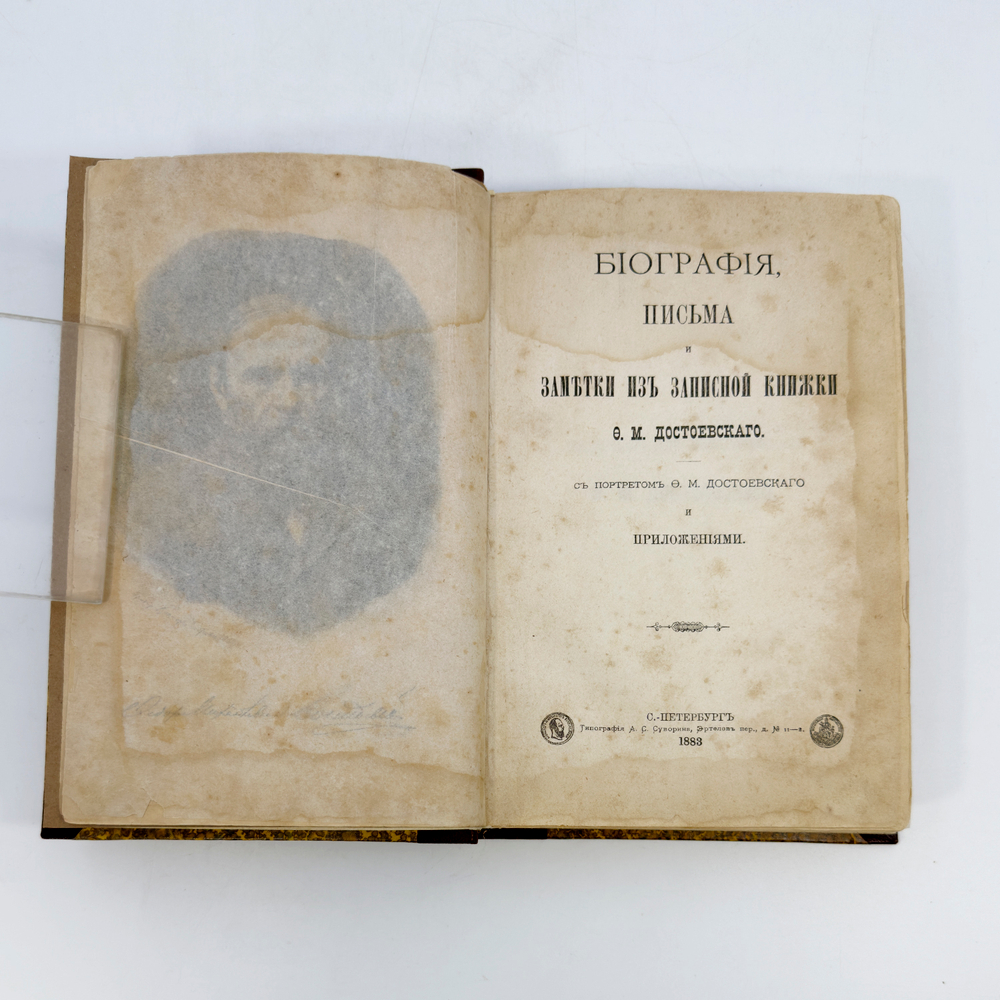 БІОГРАФІЯ,
ПИСЬМА
И
ЗАМѢТКИ ИЗЪ ЗАПИСНОЙ КНИЖКИ
Ѳ. М. ДОСТОЕВСКАГО.
СЪ ПОРТРЕТОМЪ Ѳ. М. ДОСТОЕВСКАГО
И
ПРИЛОЖЕНІЯМИ.
С.-ПЕТЕРБУРГЪ
Типографія А. С. Суворина, Эртелевъ пер., д. № 11—2.
1883